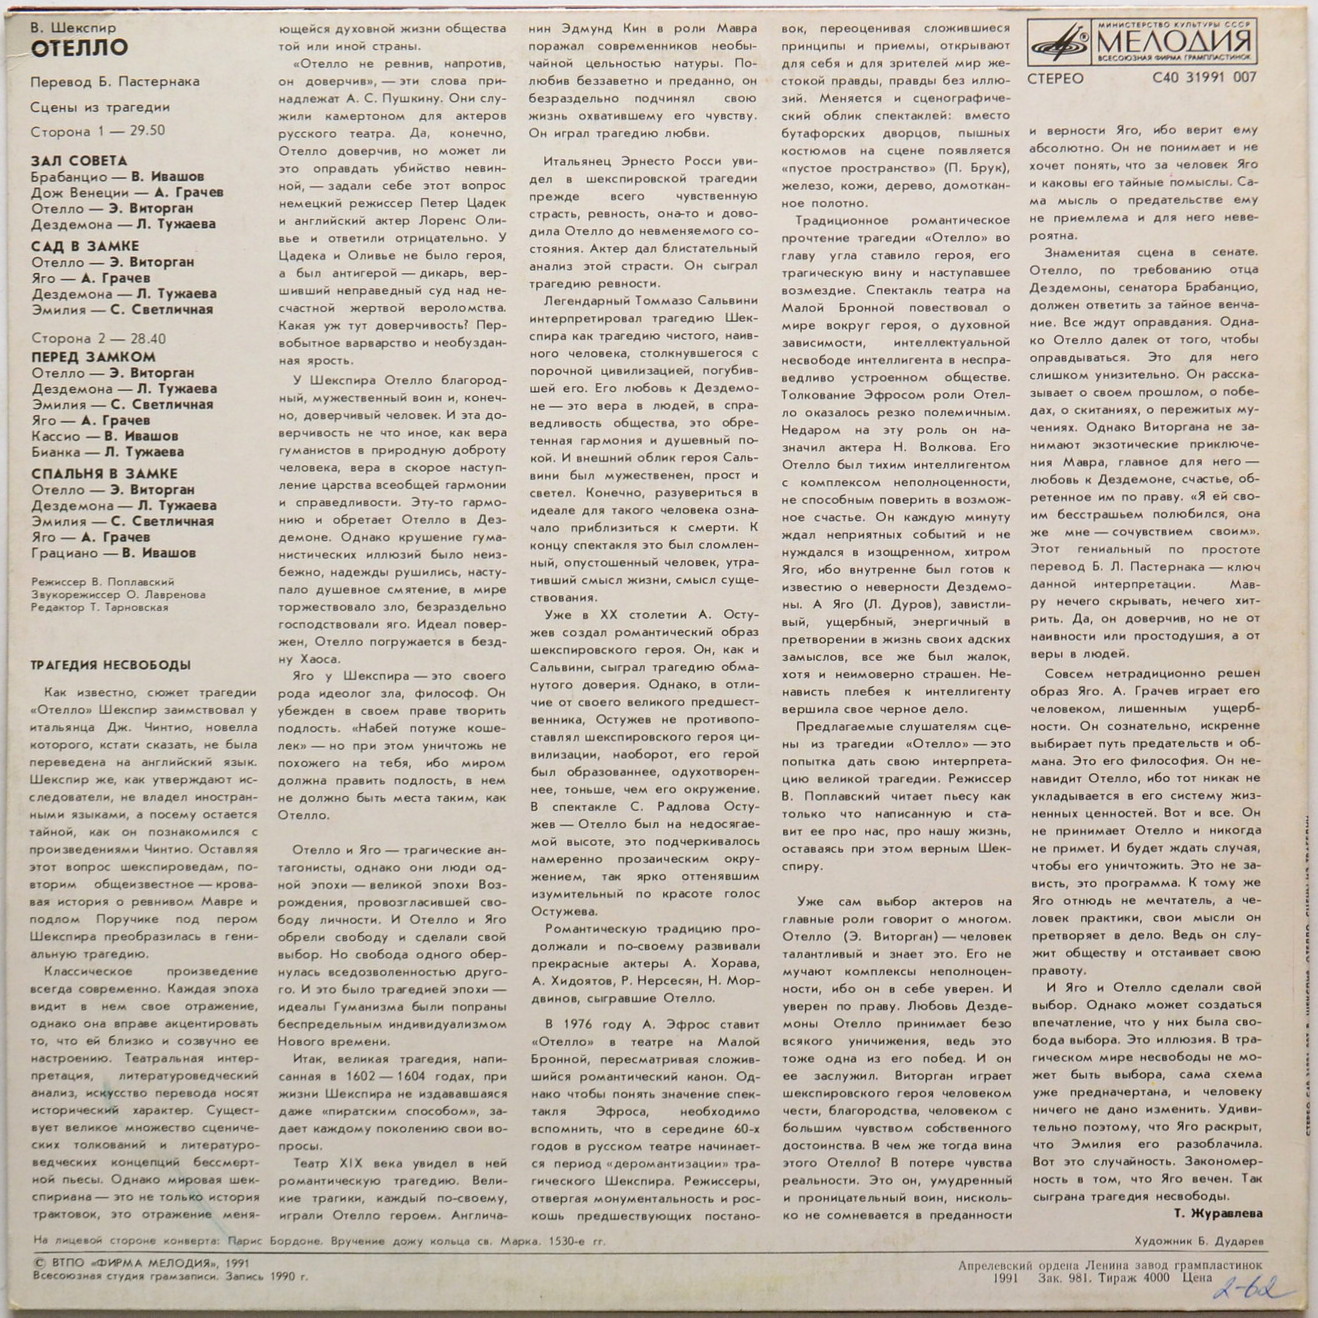 В. Шекспир
ОТЕЛЛО
Перевод Б. Пастернака
Сцены из трагедии
Сторона 1 — 29.50
ЗАЛ СОВЕТА
Брабанцио — В. Ивашов
Дож Венеции — А. Грачев
Отелло — Э. Виторган
Дездемона — Л. Тужаева
САД В ЗАМКЕ
Отелло — Э. Виторган
Яго — А. Грачев
Дездемона — Л. Тужаева
Эмилия — С. Светличная
Сторона 2 — 28.40
ПЕРЕД ЗАМКОМ
Отелло — Э. Виторган
Дездемона — Л. Тужаева
Эмилия — С. Светличная
Яго — А. Грачев
Кассио — В. Ивашов
Бианка — Л. Тужаева
СПАЛЬНЯ В ЗАМКЕ
Отелло — Э. Виторган
Дездемона — Л. Тужаева
Эмилия — С. Светличная
Яго — А. Грачев
Грациано — В. Ивашов
Режиссер В. Поплавский
Звукорежиссер О. Лавренова
Редактор Т. Тарновская
ТРАГЕДИЯ НЕСВОБОДЫ
Как известно, сюжет трагедии
«Отелло» Шекспир заимствовал у
итальянца Дж. Чинтио, новелла
которого, кстати сказать, не была
переведена на английский язык.
Шекспир же, как утверждают ис-
следователи, не владел иностран-
ными языками, а посему остается
тайной, как он познакомился с
произведениями Чинтио. Оставляя
этот вопрос шекспироведам, по-
вторим общеизвестное — крова-
вая история о ревнивом Мавре и
подлом Поручике под пером
Шекспира преобразилась в гени-
альную трагедию.
Классическое произведение
всегда современно. Каждая эпоха
видит в нем свое отражение,
однако она вправе акцентировать
то, что ей близко и созвучно ее
настроению. Театральная интер-
претация, литературоведческий
анализ, искусство перевода носят
исторический характер. Сущест-
вует великое множество сцениче-
ских толкований и литературо-
ведческих концепций бессмерт-
ной пьесы. Однако мировая шек-
спириана — это не только история
трактовок, это отражение меня-
ющейся духовной жизни общества
той или иной страны.
«Отелло не ревнив, напротив,
он доверчив», — эти слова при-
надлежат А. С. Пушкину. Они слу-
жили камертоном для актеров
русского театра. Да, конечно,
Отелло доверчив, но может ли
это оправдать убийство невин-
ной, — задали себе этот вопрос
немецкий режиссер Петер Цадек
и английский актер Лоренс Оли-
вье и ответили отрицательно. У
Цадека и Оливье не было героя,
а был антигерой — дикарь, вер-
шивший неправедный суд над не-
счастной жертвой вероломства.
Какая уж тут доверчивость? Пер-
вобытное варварство и необуздан-
ная ярость.
У Шекспира Отелло благород-
ный, мужественный воин и, конеч-
но, доверчивый человек. И эта до-
верчивость не что иное, как вера
гуманистов в природную доброту
человека, вера в скорое наступ-
ление царства всеобщей гармонии
и справедливости. Эту-то гармо-
нию и обретает Отелло в Дез-
демоне. Однако крушение гума-
нистических иллюзий было неиз-
бежно, надежды рушились, насту-
пало душевное смятение, в мире
торжествовало зло, безраздельно
господствовали яго. Идеал повер-
жен, Отелло погружается в безд-
ну Хаоса.
Яго у Шекспира — это своего
рода идеолог зла, философ. Он
убежден в своем праве творить
подлость. «Набей потуже коше-
лек» — но при этом уничтожь не
похожего на тебя, ибо миром
должна править подлость, в нем
не должно быть места таким, как
Отелло.
Отелло и Яго — трагические ан-
тагонисты, однако они люди од-
ной эпохи — великой эпохи Воз-
рождения, провозгласившей сво-
боду личности. И Отелло и Яго
обрели свободу и сделали свой
выбор. Но свобода одного обер-
нулась вседозволенностью друго-
го. И это было трагедией эпохи —
идеалы Гуманизма были попраны
беспредельным индивидуализмом
Нового времени.
Итак, великая трагедия, напи-
санная в 1602 — 1604 годах, при
жизни Шекспира не издававшаяся
даже «пиратским способом», за-
дает каждому поколению свои во-
просы.
Театр XIX века увидел в ней
романтическую трагедию. Вели-
кие трагики, каждый по-своему,
играли Отелло героем. Англича-
нин Эдмунд Кин в роли Мавра
поражал современников необы-
чайной цельностью натуры. По-
любив беззаветно и преданно, он
безраздельно подчинял свою
жизнь охватившему его чувству.
Он играл трагедию любви.
Итальянец Эрнесто Росси уви-
дел в шекспировской трагедии
прежде всего чувственную
страсть, ревность, она-то и дово-
дила Отелло до невменяемого со-
стояния. Актер дал блистательный
анализ этой страсти. Он сыграл
трагедию ревности.
Легендарный Томмазо Сальвини
интерпретировал трагедию Шек-
спира как трагедию чистого, наив-
ного человека, столкнувшегося с
порочной цивилизацией, погубив-
шей его. Его любовь к Дездемо-
не — это вера в людей, в спра-
ведливость общества, это обре-
тенная гармония и душевный по-
кой. И внешний облик героя Саль-
вини был мужественен, прост и
светел. Конечно, разувериться в
идеале для такого человека озна-
чало приблизиться к смерти. К
концу спектакля это был сломлен-
ный, опустошенный человек, утра-
тивший смысл жизни, смысл суще-
ствования.
Уже в XX столетии А. Осту-
жев создал романтический образ
шекспировского героя. Он, как и
Сальвини, сыграл трагедию обма-
нутого доверия. Однако, в отли-
чие от своего великого предшест-
венника, Остужев не противопо-
ставлял шекспировского героя ци-
вилизации, наоборот, его герой
был образованнее, одухотворен-
нее, тоньше, чем его окружение.
В спектакле С. Радлова Осту-
жев — Отелло был на недосягае-
мой высоте, это подчеркивалось
намеренно прозаическим окру-
жением, так ярко оттенявшим
изумительный по красоте голос
Остужева.
Романтическую традицию про-
должали и по-своему развивали
прекрасные актеры А. Хорава,
А. Хидоятов, Р. Нерсесян, Н. Мор-
двинов, сыгравшие Отелло.
В 1976 году А. Эфрос ставит
«Отелло» в театре на Малой
Бронной, пересматривая сложив-
шийся романтический канон. Од-
нако чтобы понять значение спек-
такля Эфроса, необходимо
вспомнить, что в середине 60-х
годов в русском театре начинает-
ся период «деромантизации» тра-
гического Шекспира. Режиссеры,
отвергая монументальность и рос-
кошь предшествующих постано-
вок, переоценивая сложившиеся
принципы и приемы, открывают
для себя и для зрителей мир же-
стокой правды, правды без иллю-
зий. Меняется и сценографиче-
ский облик спектаклей: вместо
бутафорских дворцов, пышных
костюмов на сцене появляется
«пустое пространство» (П. Брук),
железо, кожи, дерево, домоткан-
ное полотно.
Традиционное романтическое
прочтение трагедии «Отелло» во
главу угла ставило героя, его
трагическую вину и наступавшее
возмездие. Спектакль театра на
Малой Бронной повествовал о
мире вокруг героя, о духовной
зависимости, интеллектуальной
несвободе интеллигента в неспра-
ведливо устроенном обществе.
Толкование Эфросом роли Отел-
ло оказалось резко полемичным.
Недаром на эту роль он на-
значил актера Н. Волкова. Его
Отелло был тихим интеллигентом
с комплексом неполноценности,
не способным поверить в возмож-
ное счастье. Он каждую минуту
ждал неприятных событий и не
нуждался в изощренном, хитром
Яго, ибо внутренне был готов к
известию о неверности Дездемо-
ны. А Яго (Л. Дуров), завистли-
вый, ущербный, энергичный в
претворении в жизнь своих адских
замыслов, все же был жалок,
хотя и неимоверно страшен. Не-
нависть плебея к интеллигенту
вершила свое черное дело.
Предлагаемые слушателям сце-
ны из трагедии «Отелло» — это
попытка дать свою интерпрета-
цию великой трагедии. Режиссер
В. Поплавский читает пьесу как
только что написанную и ста-
вит ее про нас, про нашу жизнь,
оставаясь при этом верным Шек-
спиру.
Уже сам выбор актеров на
главные роли говорит о многом.
Отелло (Э. Виторган) — человек
талантливый и знает это. Его не
мучают комплексы неполноцен-
ности, ибо он в себе уверен. И
уверен по праву. Любовь Дезде-
моны Отелло принимает безо
всякого уничижения, ведь это
тоже одна из его побед. И он
ее заслужил. Виторган играет
шекспировского героя человеком
чести, благородства, человеком с
большим чувством собственного
достоинства. В чем же тогда вина
этого Отелло? В потере чувства
реальности. Это он, умудренный
и проницательный воин, нисколь-
ко не сомневается в преданности
МИНИСТЕРСТВО КУЛЬТУРЫ СССР
МЕЛОДИЯ
ВСЕСОЮЗНАЯ ФИРМА ГРАМПЛАСТИНОК
СТЕРЕО С40 31991 007
и верности Яго, ибо верит ему
абсолютно. Он не понимает и не
хочет понять, что за человек Яго
и каковы его тайные помыслы. Са-
ма мысль о предательстве ему
не приемлема и для него неве-
роятна.
Знаменитая сцена в сенате.
Отелло, по требованию отца
Дездемоны, сенатора Брабанцио,
должен ответить за тайное венча-
ние. Все ждут оправдания. Одна-
ко Отелло далек от того, чтобы
оправдываться. Это для него
слишком унизительно. Он расска-
зывает о своем прошлом, о побе-
дах, о скитаниях, о пережитых му-
чениях. Однако Виторгана не за-
нимают экзотические приключе-
ния Мавра, главное для него —
любовь к Дездемоне, счастье, об-
ретенное им по праву. «Я ей сво-
им бесстрашьем полюбился, она
же мне — сочувствием своим».
Этот гениальный по простоте
перевод Б. Л. Пастернака — ключ
данной интерпретации. Мав-
ру нечего скрывать, нечего хит-
рить. Да, он доверчив, но не от
наивности или простодушия, а от
веры в людей.
Совсем нетрадиционно решен
образ Яго. А. Грачев играет его
человеком, лишенным ущерб-
ности. Он сознательно, искренне
выбирает путь предательств и об-
мана. Это его философия. Он не-
навидит Отелло, ибо тот никак не
укладывается в его систему жиз-
ненных ценностей. Вот и все. Он
не принимает Отелло и никогда
не примет. И будет ждать случая,
чтобы его уничтожить. Это не за-
висть, это программа. К тому же
Яго отнюдь не мечтатель, а че-
ловек практики, свои мысли он
претворяет в дело. Ведь он слу-
жит обществу и отстаивает свою
правоту.
И Яго и Отелло сделали свой
выбор. Однако может создаться
впечатление, что у них была сво-
бода выбора. Это иллюзия. В тра-
гическом мире несвободы не мо-
жет быть выбора, сама схема
уже предначертана, и человеку
ничего не дано изменить. Удиви-
тельно поэтому, что Яго раскрыт,
что Эмилия его разоблачила.
Вот это случайность. Закономер-
ность в том, что Яго вечен. Так
сыграна трагедия несвободы.
Т. Журавлева
На лицевой стороне конверта: Парис Бордоне. Вручение дожу кольца св. Марка. 1530-е гг.
Художник Б. Дударев
© ВТПО «ФИРМА МЕЛОДИЯ», 1991
Всесоюзная студия грамзаписи. Запись 1990 г.
Апрелевский ордена Ленина завод грампластинок
1991 Зак. 981. Тираж 4000 Цена
2-62